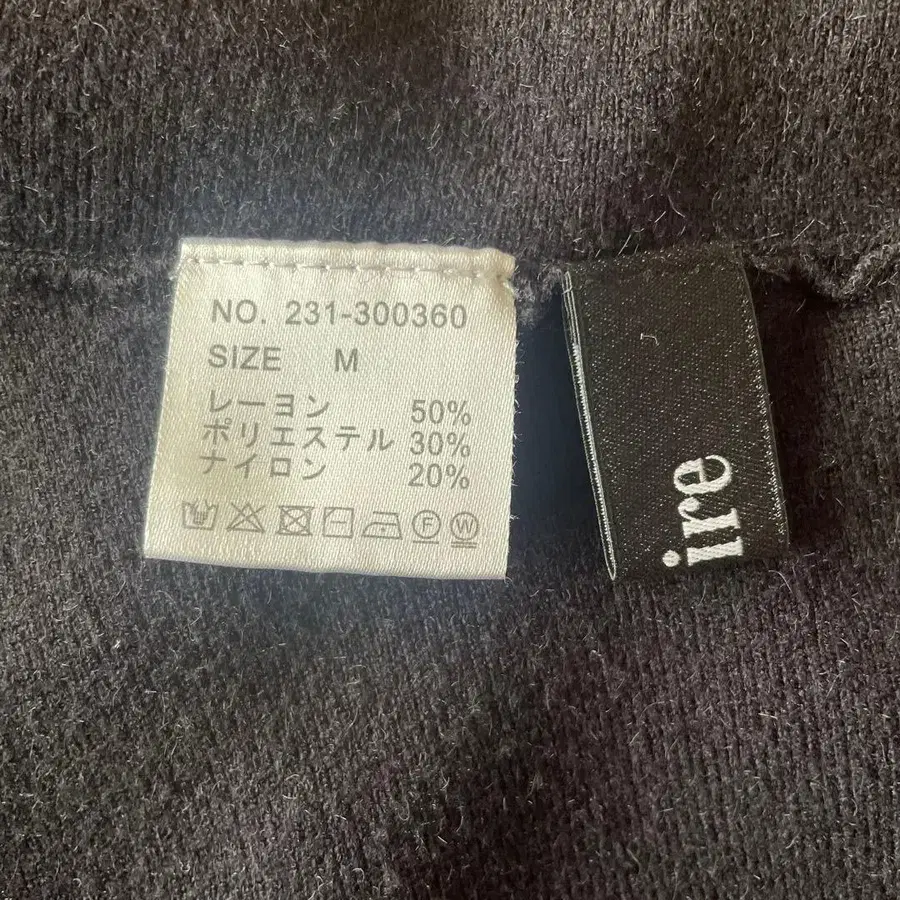 NO. 231-300360
SIZE M
レーヨン 50%
ポリエステル 30%
ナイロン 20%
F W
ire